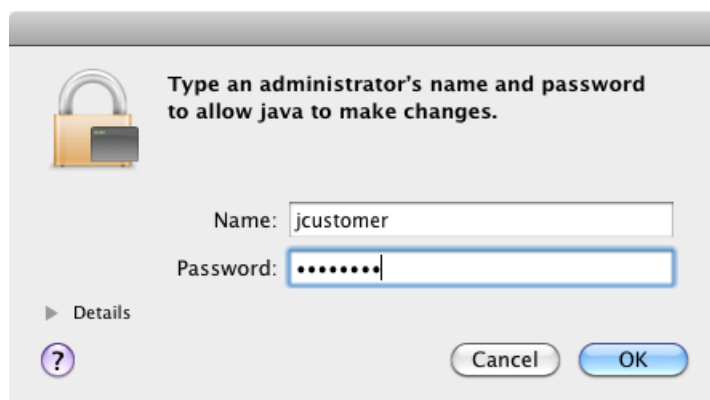 Type an administrator's name and password
to allow java to make changes.
Name: jcustomer
Password: ••••••••
Details
?
Cancel OK